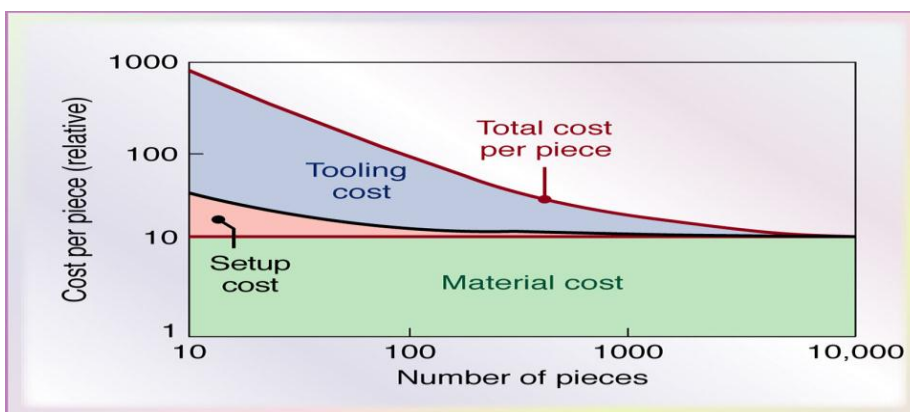 Cost per piece (relative)
1000
100
10
1
Total cost
per piece
Tooling
cost
Setup
cost
Material cost
10
100
1000
10,000
Number of pieces